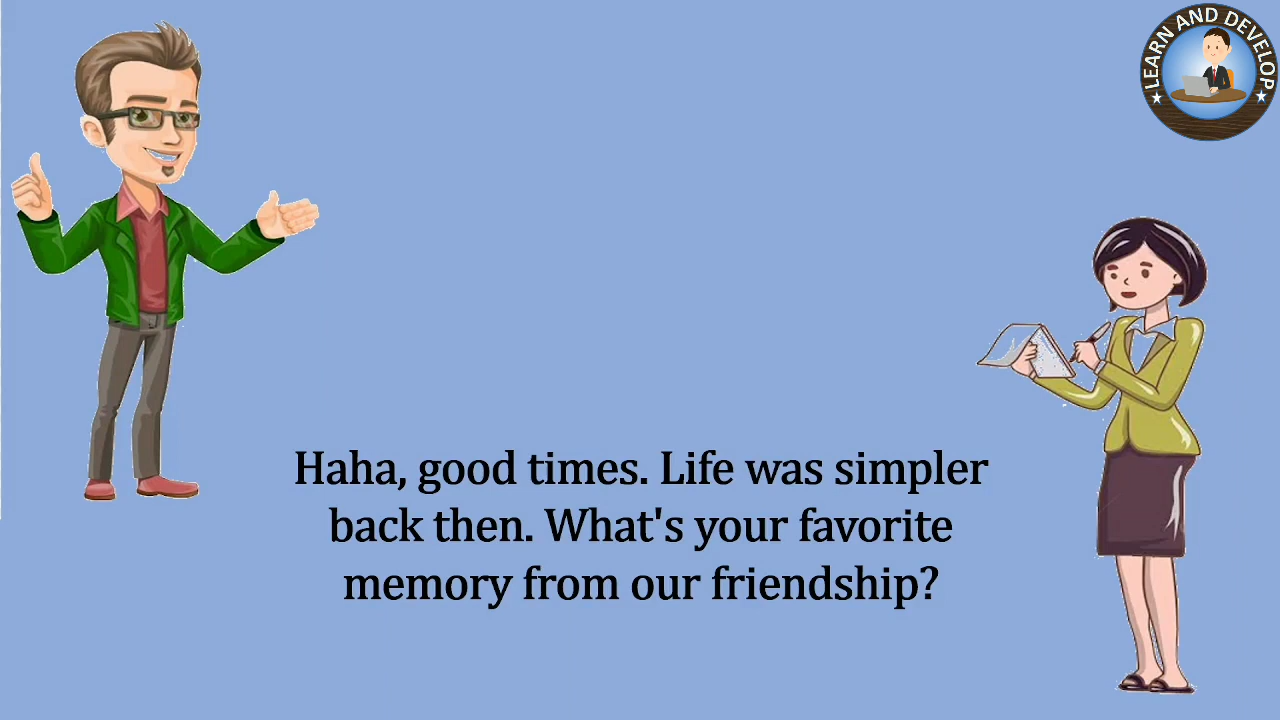 LEARN AND DEVELOP
Haha, good times. Life was simpler
back then. What's your favorite
memory from our friendship?